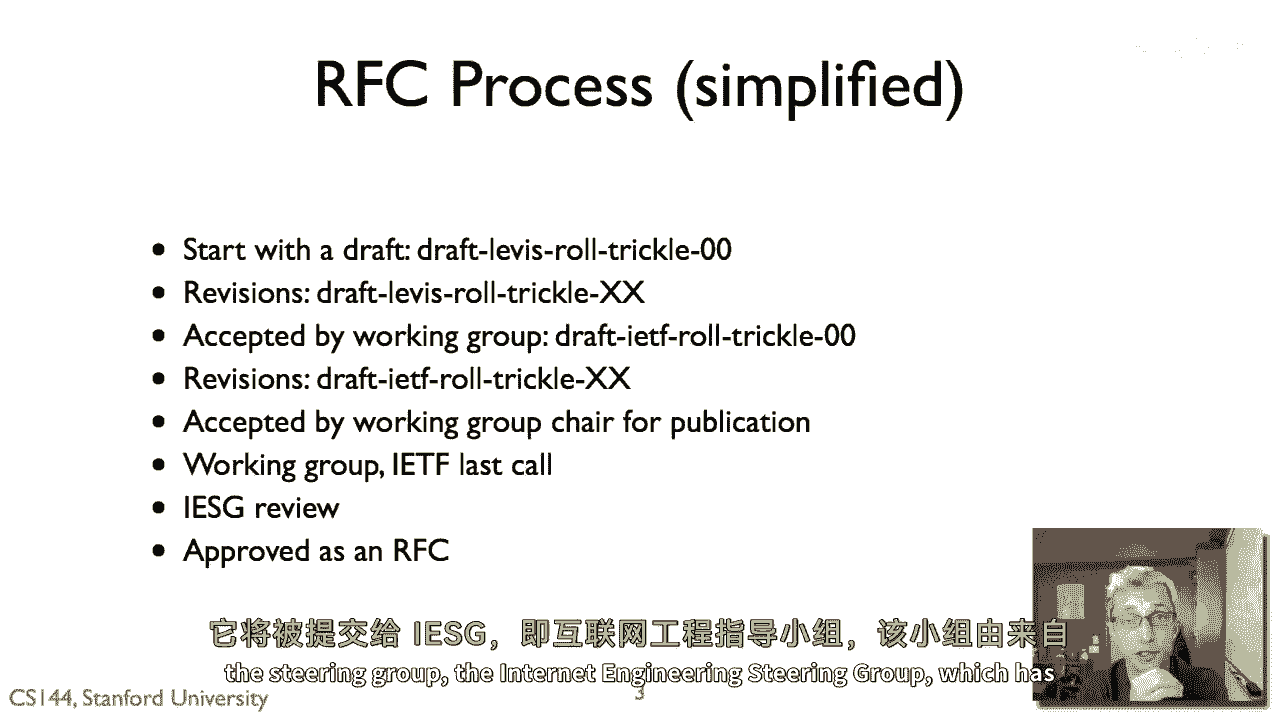 RFC Process (simplified)
• Start with a draft: draft-levis-roll-trickle-00
• Revisions: draft-levis-roll-trickle-XX
• Accepted by working group: draft-ietf-roll-trickle-00
• Revisions: draft-ietf-roll-trickle-XX
• Accepted by working group chair for publication
• Working group, IETF last call
• IESG review
• Approved as an RFC
它将被提交给 IESG，即互联网工程指导小组，该小组由来自
the steering group, the Internet Engineering Steering Group, which has
CS144, Stanford University
3